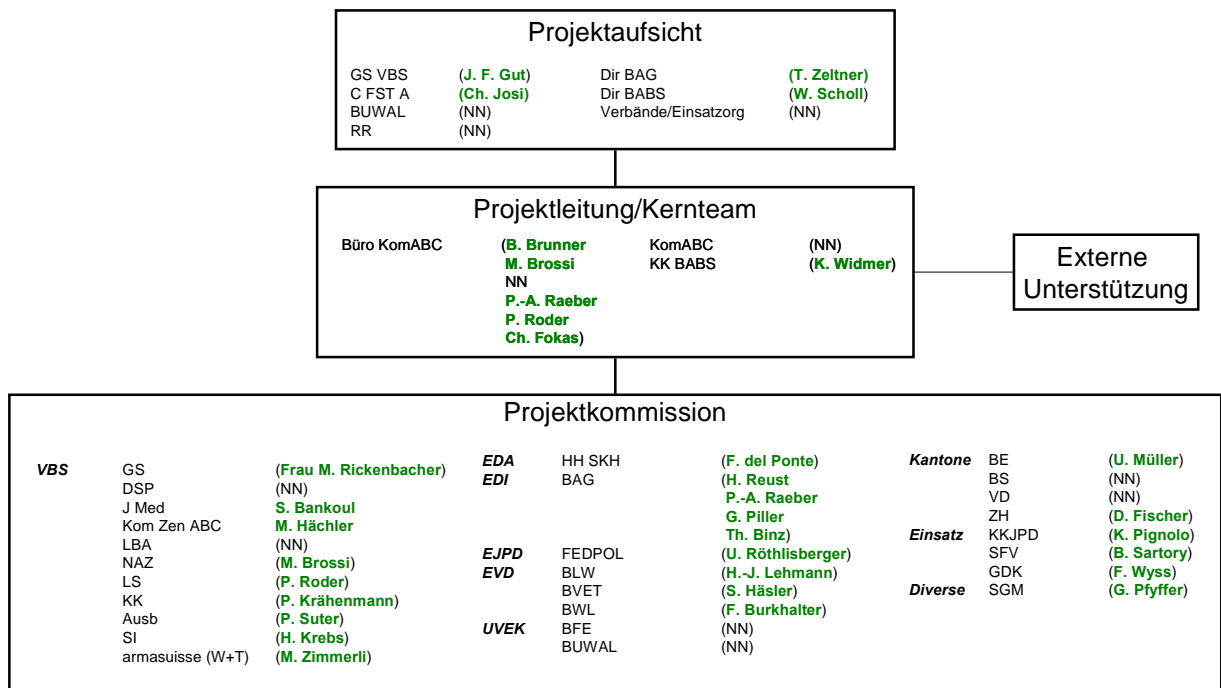 Projektaufsicht
GS VBS (J. F. Gut) Dir BAG (T. Zeltner)
C FST A (Ch. Josi) Dir BABS (W. Scholl)
BUWAL (NN) Verbände/Einsatzorg (NN)
RR (NN)
Projektleitung/Kernteam
Büro KomABC (B. Brunner KomABC (NN)
M. Brossi KK BABS (K. Widmer)
NN
P.-A. Raeber
P. Roder
Ch. Fokas)
Externe
Unterstützung
Projektkommission
VBS GS (Frau M. Rickenbacher)
DSP (NN)
J Med S. Bankoul
Kom Zen ABC M. Hächler
LBA (NN)
NAZ (M. Brossi)
LS (P. Roder)
KK (P. Krähenmann)
Ausb (P. Suter)
SI (H. Krebs)
armasuisse (W+T) (M. Zimmerli)
EDA HH SKH (F. del Ponte)
EDI BAG (H. Reust
P.-A. Raeber
G. Piller
Th. Binz)
EJPD FEDPOL (U. Röthlisberger)
EVD BLW (H.-J. Lehmann)
BVET (S. Häsler)
BWL (F. Burkhalter)
UVEK BFE (NN)
BUWAL (NN)
Kantone BE (U. Müller)
BS (NN)
VD (NN)
ZH (D. Fischer)
Einsatz KKJPD (K. Pignolo)
SFV (B. Sartory)
GDK (F. Wyss)
Diverse SGM (G. Pfyffer)